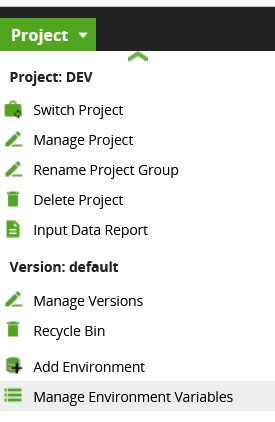 Project
Project: DEV
Switch Project
Manage Project
Rename Project Group
Delete Project
Input Data Report
Version: default
Manage Versions
Recycle Bin
Add Environment
Manage Environment Variables